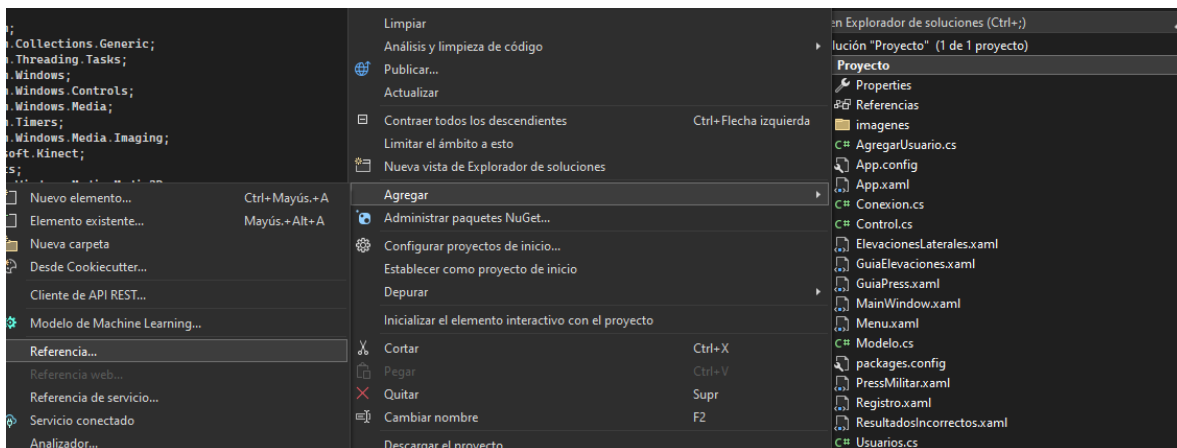 ;
.Collections.Generic;
.Threading.Tasks;
.Windows;
.Windows.Controls;
.Windows.Media;
.Timers;
.Windows.Media.Imaging;
soft.Kinect;
cs;
Nuevo elemento... Ctrl+Mayús.+A
Elemento existente... Mayús.+Alt+A
Nueva carpeta
Desde Cookiecutter...
Cliente de API REST...
Modelo de Machine Learning...
Referencia...
Referencia web...
Referencia de servicio...
Servicio conectado
Analizador...
Limpiar
Análisis y limpieza de código
Publicar...
Actualizar
Contraer todos los descendientes Ctrl+Flecha izquierda
Limitar el ámbito a esto
Nueva vista de Explorador de soluciones
Agregar
Administrar paquetes NuGet...
Configurar proyectos de inicio...
Establecer como proyecto de inicio
Depurar
Inicializar el elemento interactivo con el proyecto
Cortar Ctrl+X
Pegar Ctrl+V
Quitar Supr
Cambiar nombre F2
Descargar el proyecto
en Explorador de soluciones (Ctrl+;)
lución "Proyecto" (1 de 1 proyecto)
Proyecto
Properties
Referencias
imagenes
C# AgregarUsuario.cs
App.config
App.xaml
C# Conexion.cs
C# Control.cs
ElevacionesLaterales.xaml
GuiaElevaciones.xaml
GuiaPress.xaml
MainWindow.xaml
Menu.xaml
C# Modelo.cs
packages.config
PressMilitar.xaml
Registro.xaml
ResultadosIncorrectos.xaml
C# Usuarios.cs